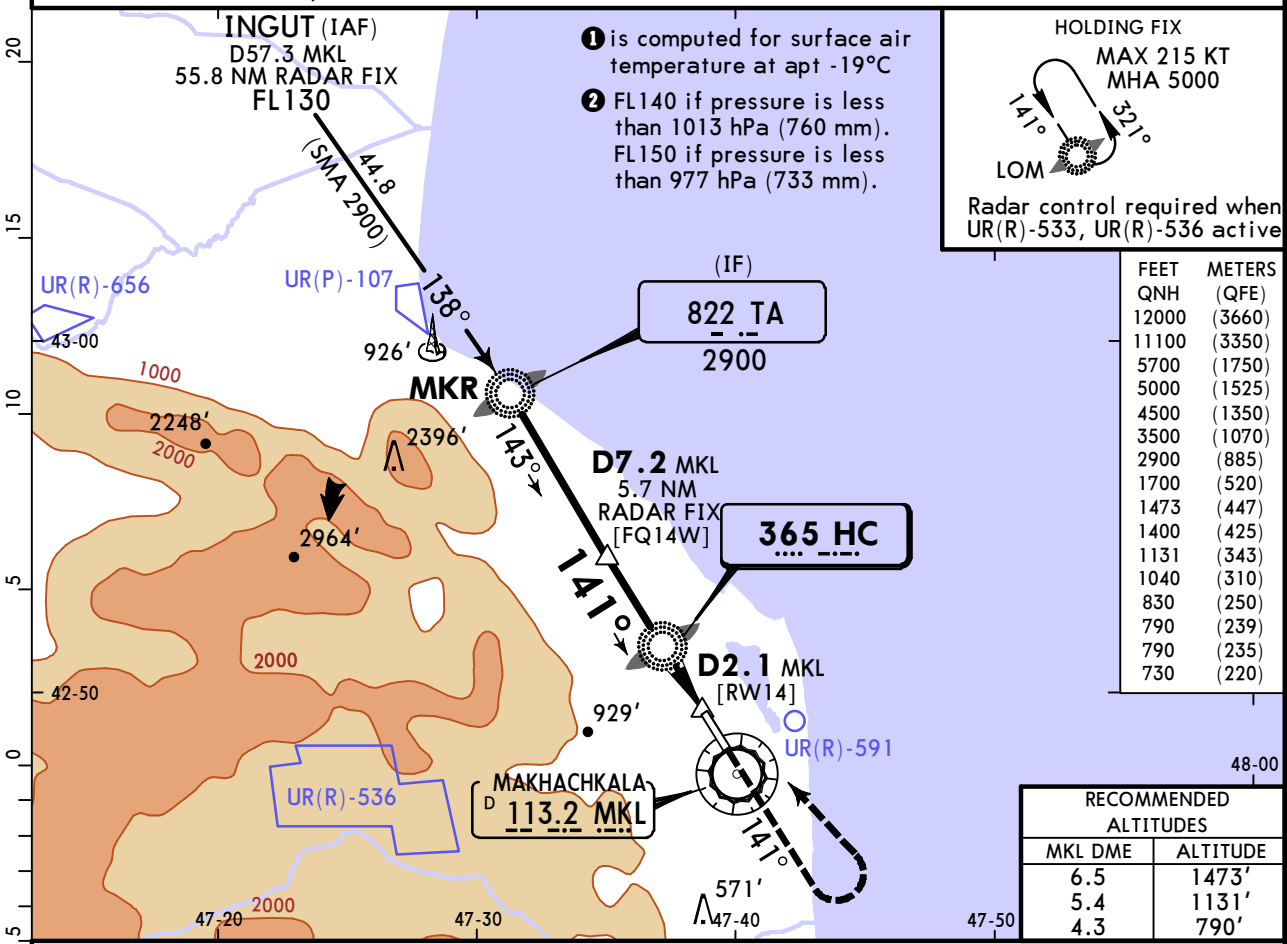 INGUT (IAF)
D57.3 MKL
55.8 NM RADAR FIX
FL130
44.8
(SMA 2900)
138°
❶ is computed for surface air
temperature at apt -19°C
❷ FL140 if pressure is less
than 1013 hPa (760 mm).
FL150 if pressure is less
than 977 hPa (733 mm).
HOLDING FIX
MAX 215 KT
MHA 5000
141°
321°
LOM
Radar control required when
UR(R)-533, UR(R)-536 active
20
15
10
5
0
5
UR(R)-656
UR(P)-107
43-00
926'
MKR
(IF)
822 TA
2900
1000
2248'
2000
2396'
2964'
143°
D7.2 MKL
5.7 NM
RADAR FIX
[FQ14W]
365 HC
141°
2000
42-50
D2.1 MKL
[RW14]
929'
UR(R)-591
UR(R)-536
MAKHACHKALA
D 113.2 MKL
141°
571'
2000
47-20
47-30
47-40
47-50
48-00
FEET METERS
QNH (QFE)
12000 (3660)
11100 (3350)
5700 (1750)
5000 (1525)
4500 (1350)
3500 (1070)
2900 (885)
1700 (520)
1473 (447)
1400 (425)
1131 (343)
1040 (310)
830 (250)
790 (239)
790 (235)
730 (220)
RECOMMENDED
ALTITUDES
MKL DME ALTITUDE
6.5 1473'
5.4 1131'
4.3 790'